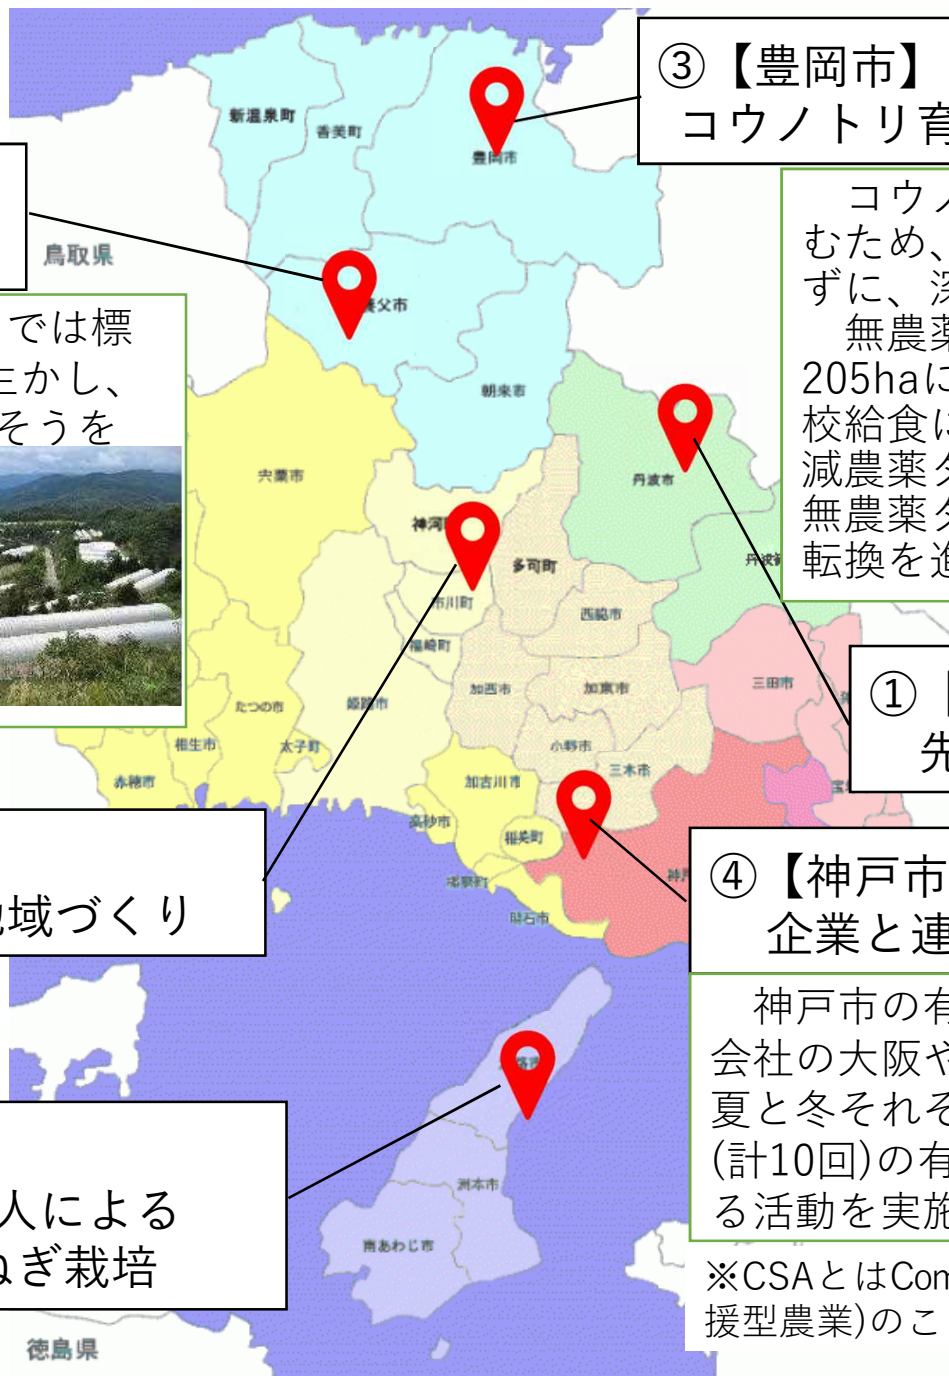 ③【豊岡市】
コウノトリ育
コウノ
むため、
ずに、深
無農薬
205haに
校給食に
減農薬タ
無農薬タ
転換を進
では標
生かし、
そうを
新温泉町
香美町
豊岡市
鳥取県
養父市
朝来市
宍粟市
丹波市
神河
多可町
丹波篠
市川町
西脇市
福崎町
加西市
加東市
三田市
たつの市
姫路市
①【
先
相生市
太子町
小野市
三木市
赤穂市
加古川市
宝塚
高砂市
稲美町
播磨町
神戸
明石市
地域づくり
④【神戸市
企業と連
神戸市の有
会社の大阪や
夏と冬それそ
(計10回)の有
る活動を実施
※CSAとはCom
援型農業)のこ
人による
ねぎ栽培
洲本市
南あわじ市
徳島県